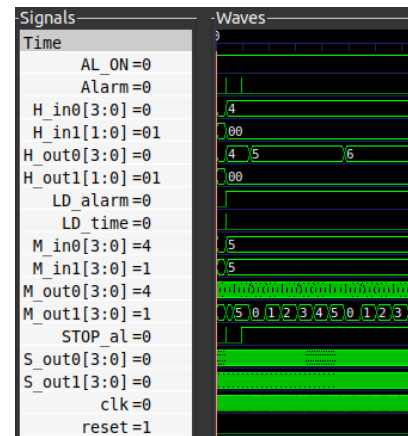 Signals
Waves
Time
0
AL_ON=0
Alarm=0
H_in0[3:0]=0
4
H_in1[1:0]=01
00
H_out0[3:0]=0
4 5 6
H_out1[1:0]=01
00
LD_alarm=0
LD_time=0
M_in0[3:0]=4
5
M_in1[3:0]=1
5
M_out0[3:0]=4
M_out1[3:0]=1
5 0 1 2 3 4 5 0 1 2 3
STOP_al=0
S_out0[3:0]=0
S_out1[3:0]=0
clk=0
reset=1